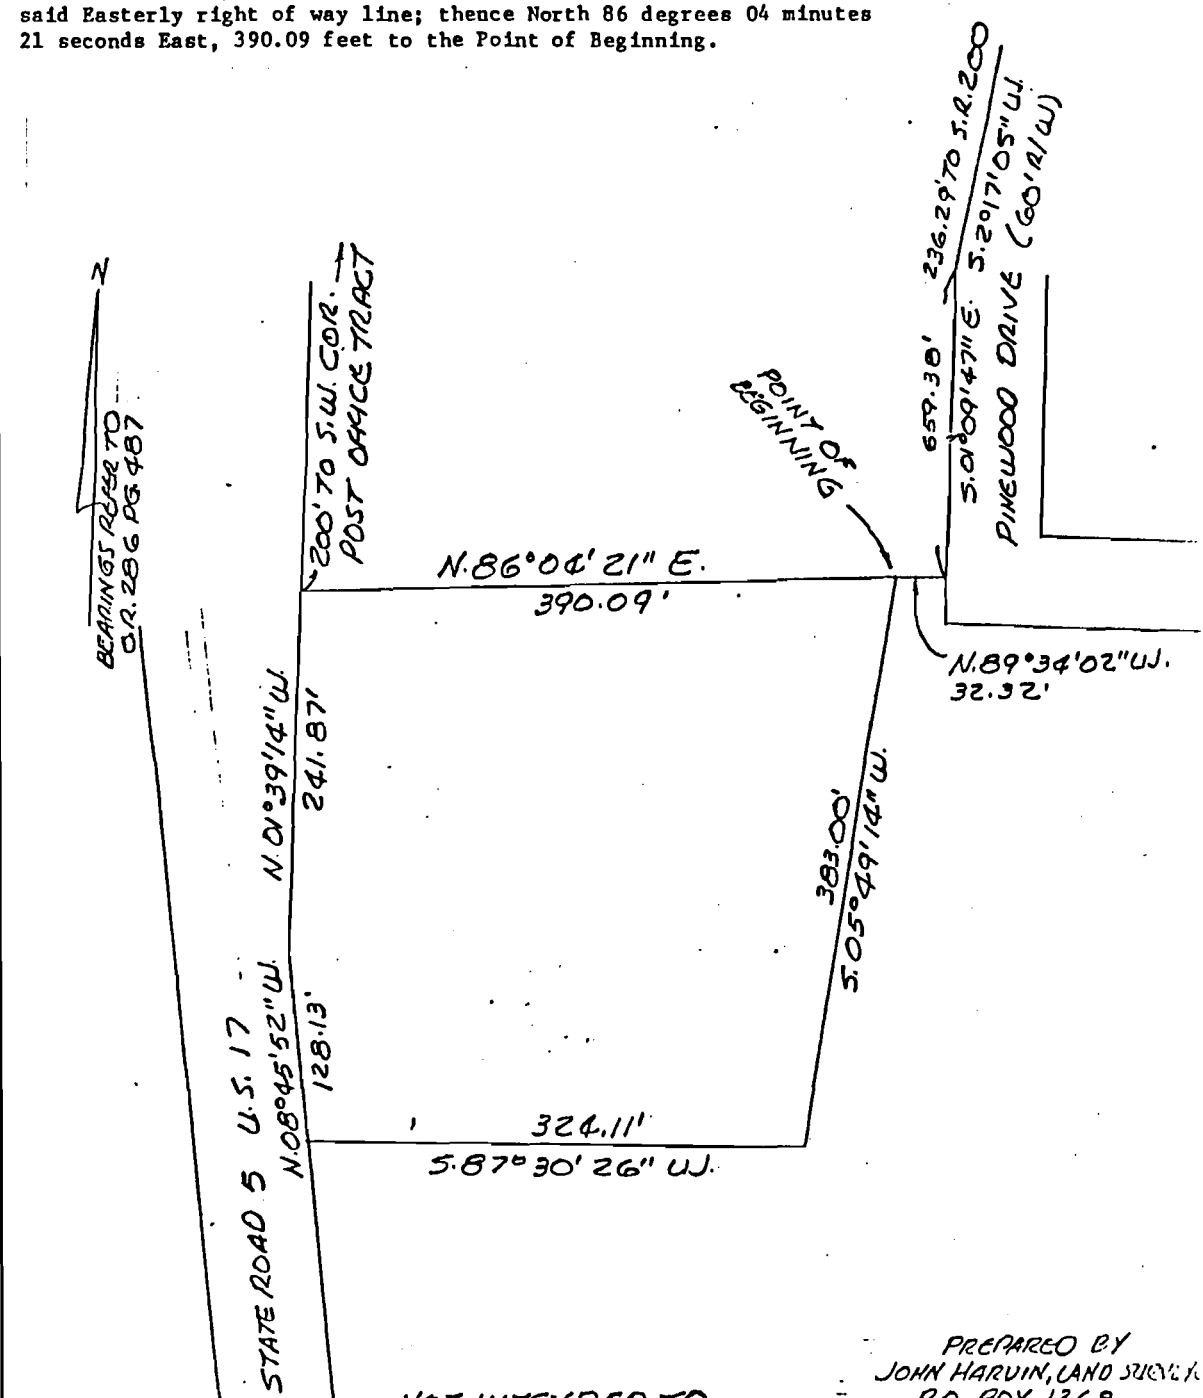 said Easterly right of way line; thence North 86 degrees 04 minutes
21 seconds East, 390.09 feet to the Point of Beginning.
236.29' TO S.R. 200
S.2°17'05" W.
659.38'
S.01°09'47" E.
PINEWOOD DRIVE (60' R/W)
N
BEARINGS REFER TO
O.R. 286 PG. 487
200' TO S.W. COR.
POST OFFICE TRACT
POINT OF
BEGINNING
N.86°04'21" E.
390.09'
N.89°34'02" W.
32.32'
N.01°39'14" W.
241.87'
383.00'
S.05°49'14" W.
N.08°45'52" W.
128.13'
324.11'
S.87°30'26" W.
STATE ROAD 5 U.S. 17
PREPARED BY
JOHN HARVIN, LAND
NOT INTENDED TO